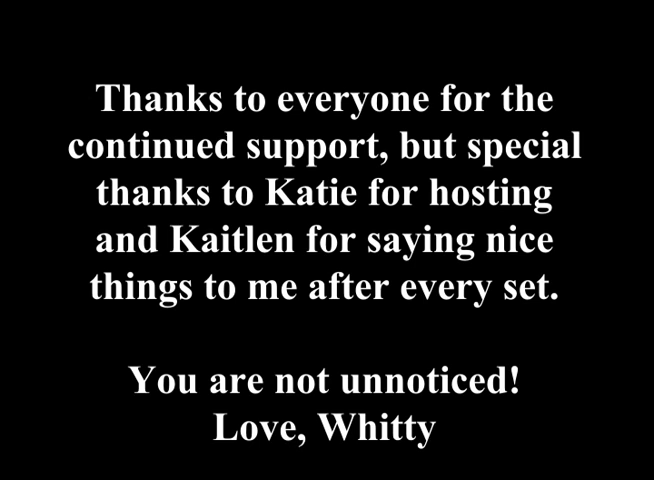 Thanks to everyone for the
continued support, but special
thanks to Katie for hosting
and Kaitlen for saying nice
things to me after every set.
You are not unnoticed!
Love, Whitty